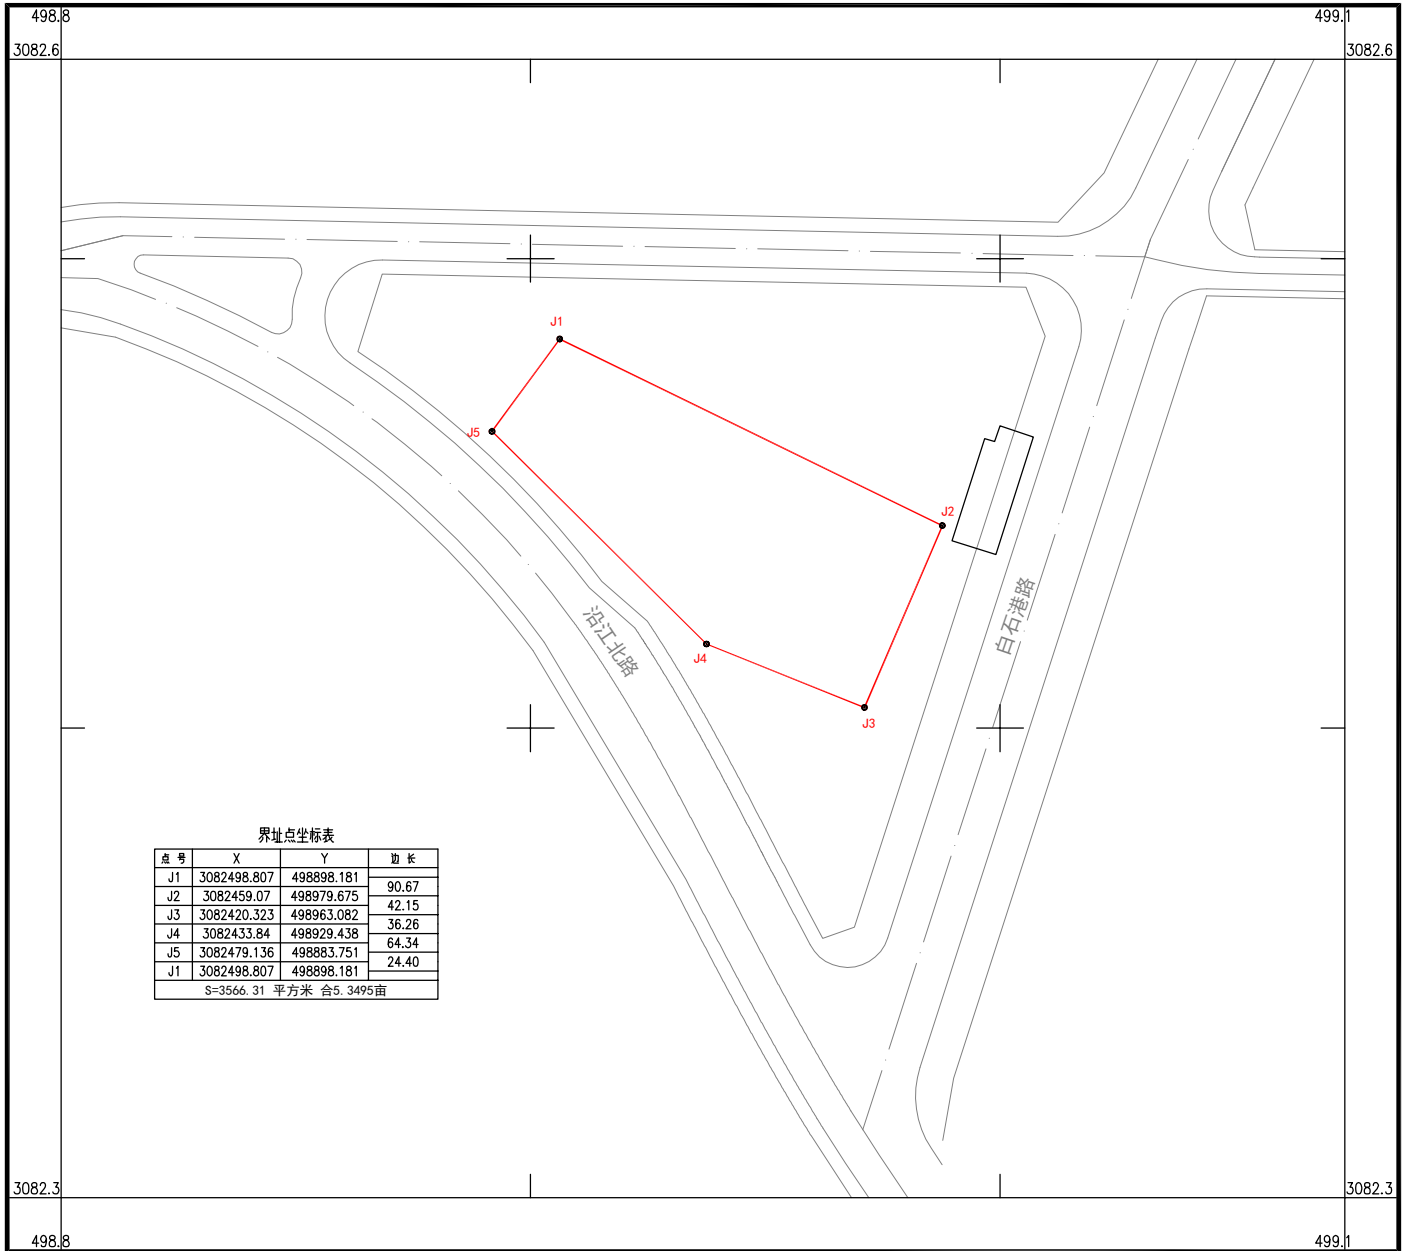 498.8 499.1
3082.6 3082.6
J1
J5
J2
沿江北路
白石港路
J4
J3
界址点坐标表
点 号 X Y 边 长
J1 3082498.807 498898.181
90.67
J2 3082459.07 498979.675
42.15
J3 3082420.323 498963.082
36.26
J4 3082433.84 498929.438
64.34
J5 3082479.136 498883.751
24.40
J1 3082498.807 498898.181
S=3566.31 平方米 合5.3495亩
3082.3 3082.3
498.8 499.1